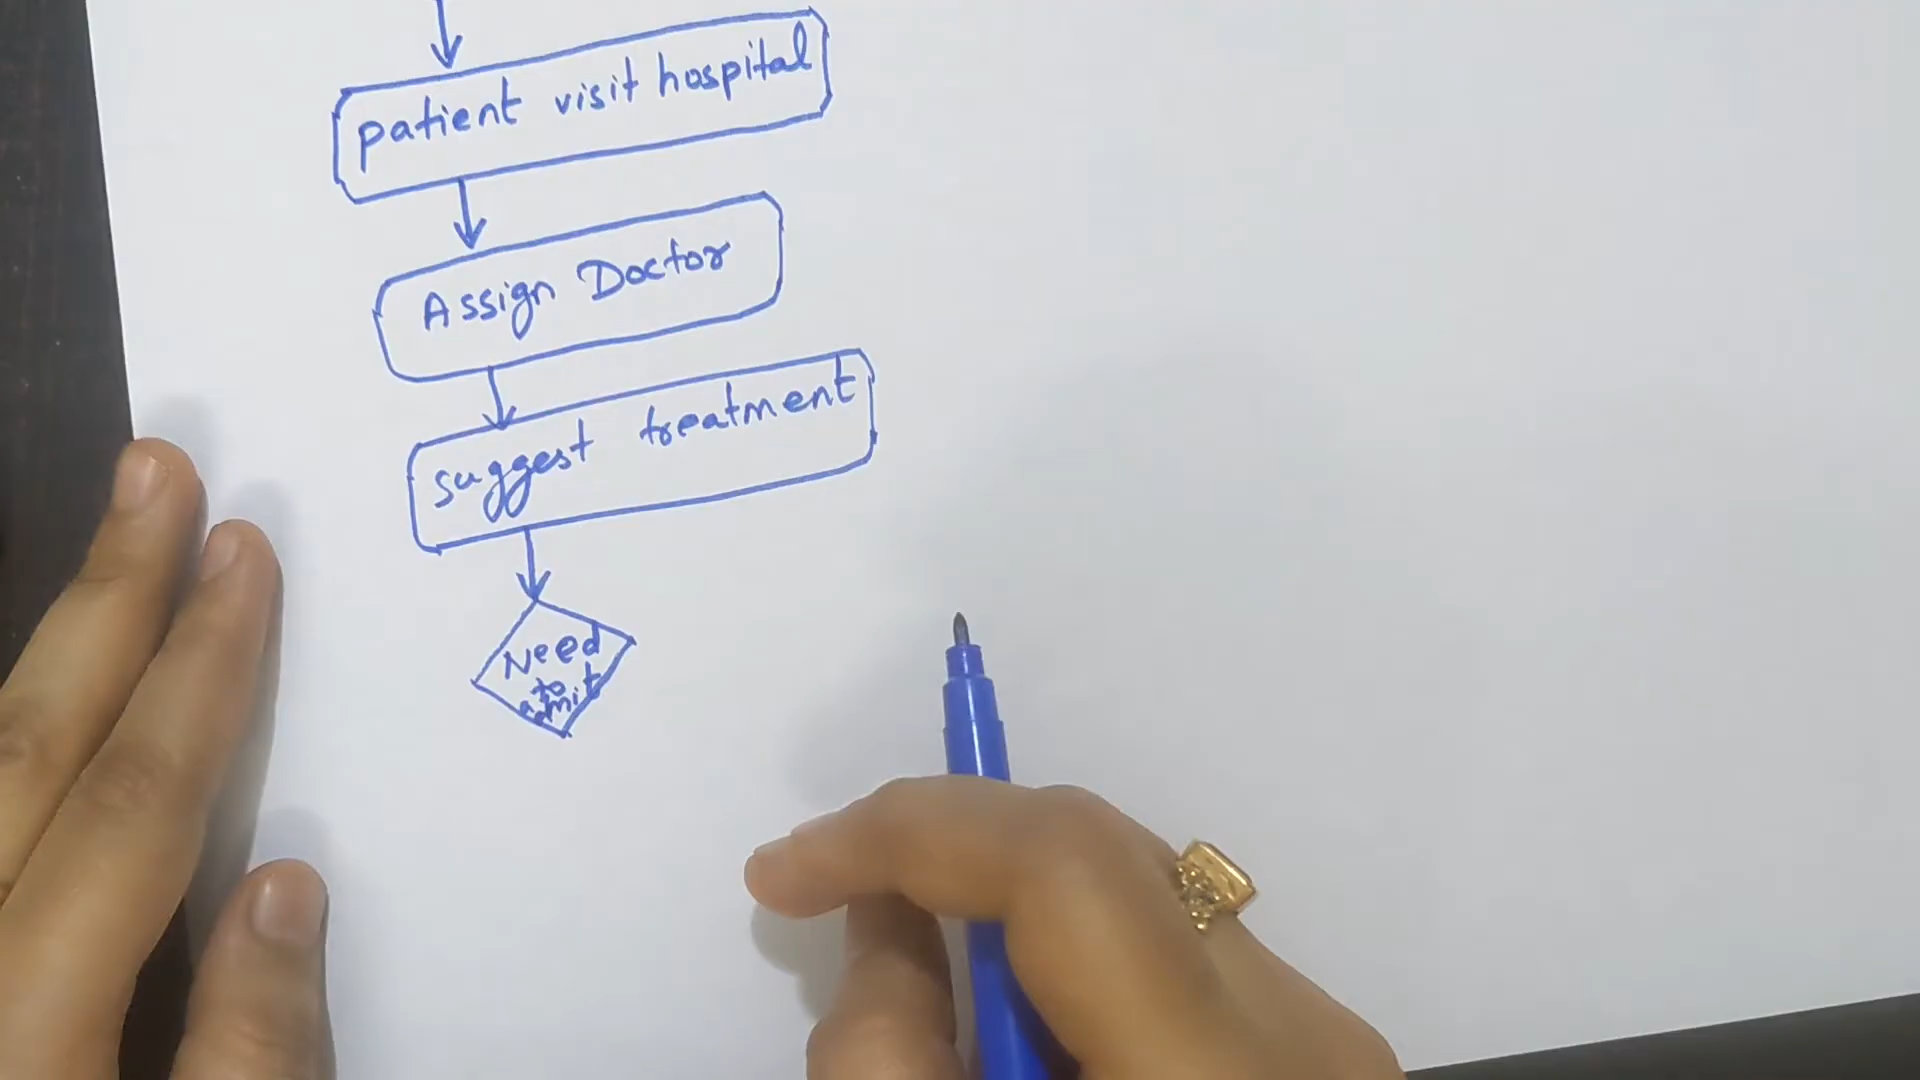 patient visit hospital
Assign Doctor
suggest treatment
Need
to
admit